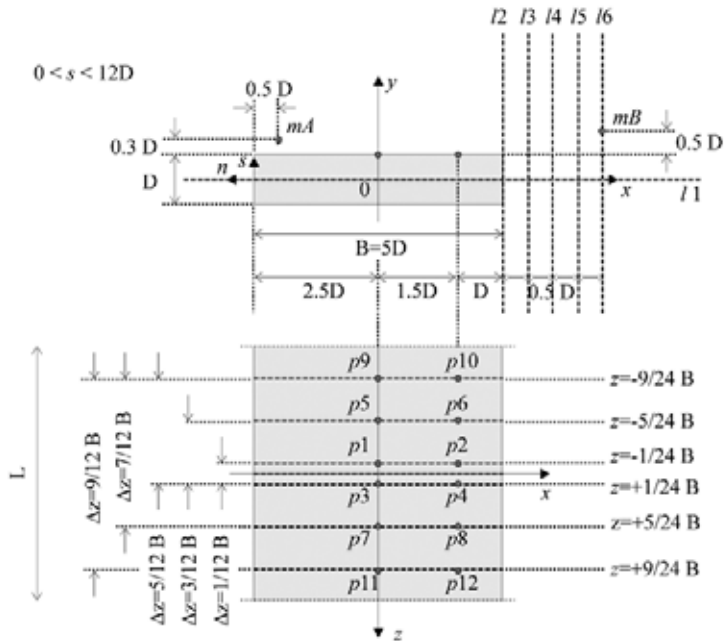 l2 l3 l4 l5 l6
0 < s < 12D
0.5 D
y
mA
mB
0.3 D
0.5 D
D
n
s
0
x
l 1
B=5D
2.5D
1.5D
D
0.5 D
p9 p10
z=-9/24 B
p5 p6
z=-5/24 B
p1 p2
z=-1/24 B
x
p3 p4
z=+1/24 B
p7 p8
z=+5/24 B
p11 p12
z=+9/24 B
L
Δz=9/12 B
Δz=7/12 B
Δz=5/12 B
Δz=3/12 B
Δz=1/12 B
z